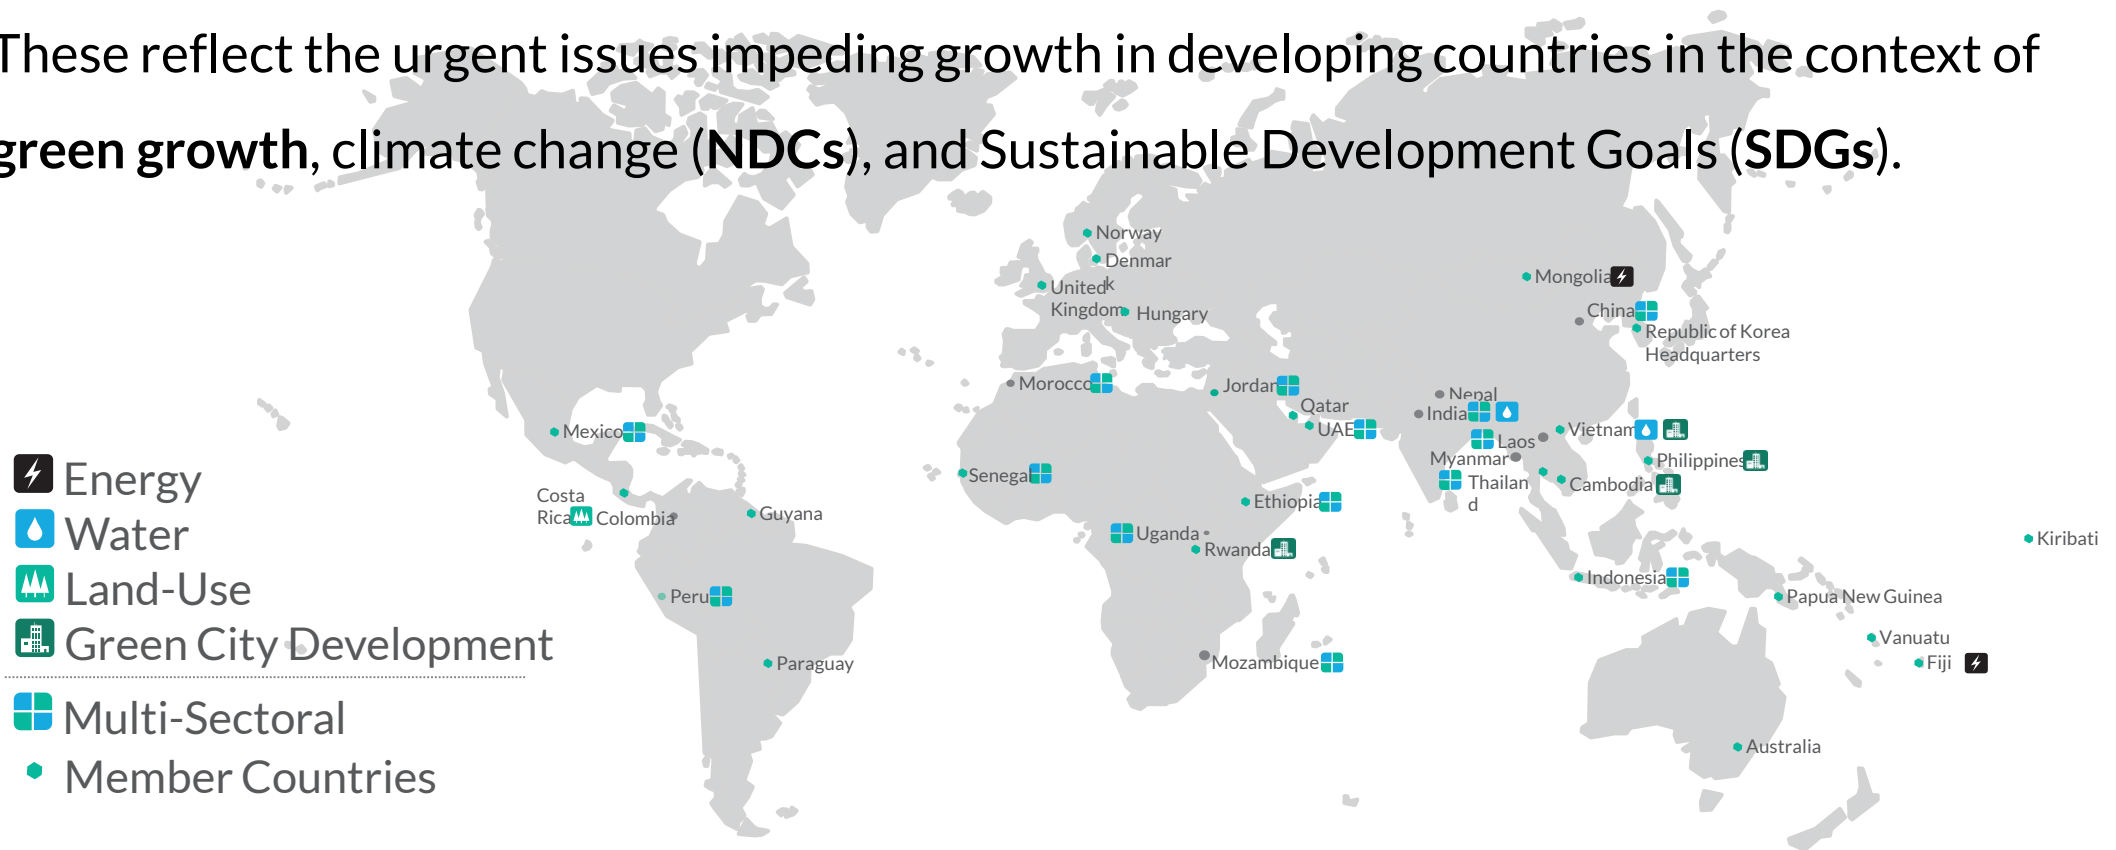 These reflect the urgent issues impeding growth in developing countries in the context of
green growth, climate change (NDCs), and Sustainable Development Goals (SDGs).
Norway
Denmar
k
United
Kingdom
Hungary
Mongolia
China
Republic of Korea
Headquarters
Morocco
Jordan
Qatar
UAE
Nepal
India
Laos
Vietnam
Myanmar
Thailan
d
Philippines
Cambodia
Mexico
Senegal
Ethiopia
Costa
Rica
Colombia
Guyana
Uganda
Rwanda
Kiribati
Indonesia
Peru
Papua New Guinea
Vanuatu
Fiji
Paraguay
Mozambique
Australia
Energy
Water
Land-Use
Green City Development
Multi-Sectoral
Member Countries